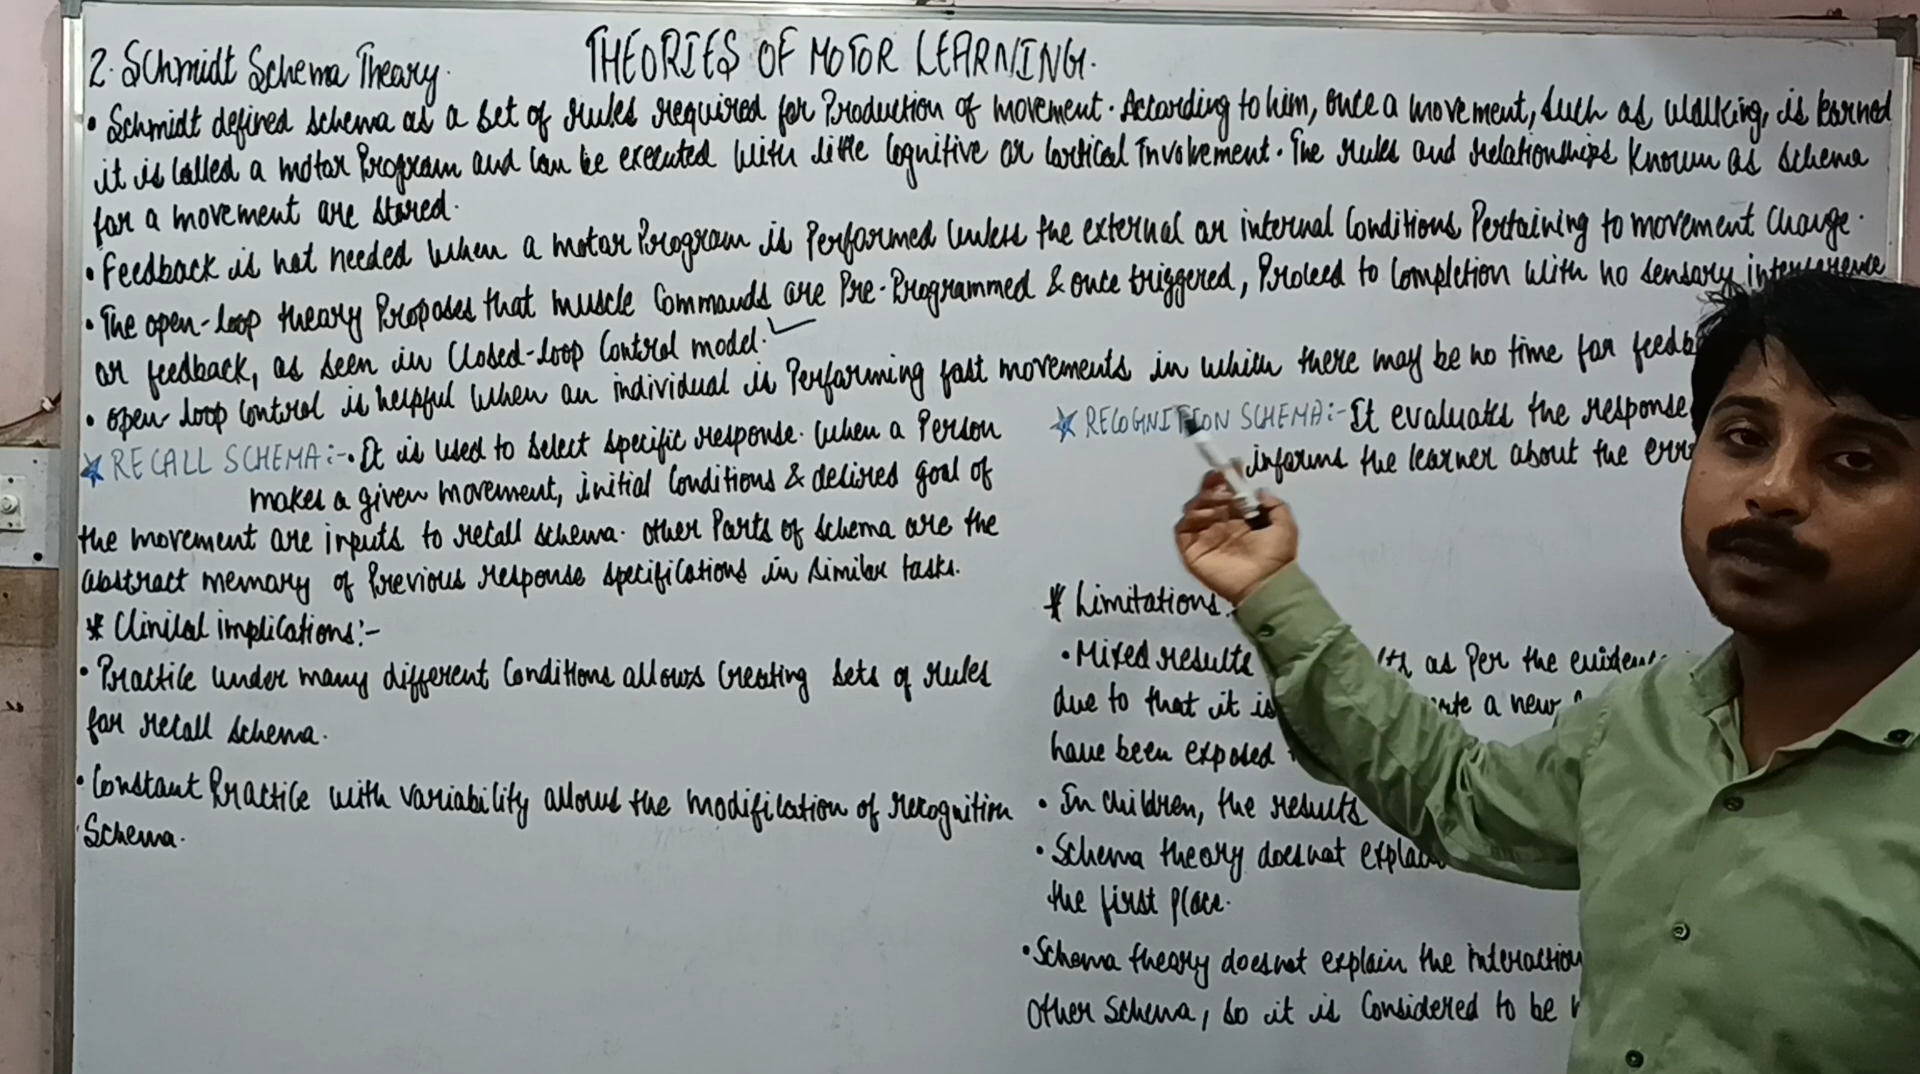 THEORIES OF MOTOR LEARNING.
2. Schmidt Schema Theory.
• Schmidt defined schema as a set of rules required for Production of movement. According to him, once a movement, such as walking, is learned
it is called a motor Program and can be executed with little Cognitive or Cortical Involvement. The rules and relationships known as schema
for a movement are stored.
• Feedback is not needed when a motor Program is Performed unless the external or internal Conditions Pertaining to movement Change.
• The open-loop theory Proposes that muscle Commands are Pre-Programmed & once triggered, Proceed to Completion with no sensory interference
or feedback, as seen in Closed-loop Control model.
• Open-loop Control is helpful when an individual is Performing fast movements in which there may be no time for
RECALL SCHEMA:- • It is used to select specific response. When a Person
makes a given movement, initial Conditions & desired goal of
the movement are inputs to recall schema. Other Parts of schema are the
abstract memory of Previous response specifications in similar tasks.
* Clinical implications:-
• Practice under many different Conditions allows Creating sets of rules
for recall schema.
• Constant Practice with variability allows the modification of recognition
Schema.
RECOGNITION SCHEMA:- It evaluates the response
informs the learner about the
* Limitations
• Mixed results as Per the
due to that it is a new
have been exposed
• In children, the results
• Schema theory doesnot
the first place.
• Schema theory doesnot explain the interaction
Other Schema, so it is Considered to be